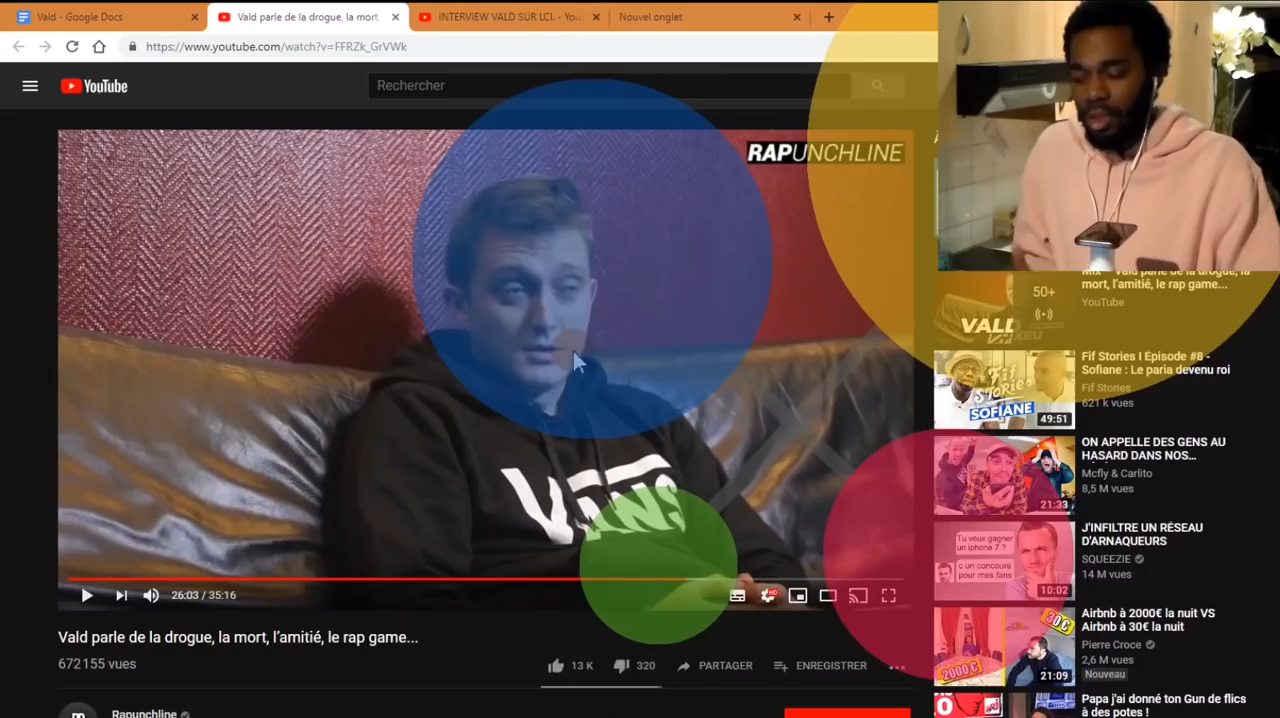 Vald - Google Docs
Vald parle de la drogue, la mort,
INTERVIEW VALD SUR LCI. - You
Nouvel onglet
https://www.youtube.com/watch?v=FFRZk_GrVWk
YouTube
Rechercher
RAPUNCHLINE
VANS
26:03 / 35:16
HD
Vald parle de la drogue, la mort, l'amitié, le rap game...
672 155 vues
13 K
320
PARTAGER
ENREGISTRER
Rapunchline
Mix - Vald parle de la drogue, la
mort, l'amitié, le rap game...
YouTube
50+
VALD
Fif Stories I Épisode #8 -
Sofiane : Le paria devenu roi
Fif Stories
621 k vues
Fif
STORIES
SOFIANE
49:51
ON APPELLE DES GENS AU
HASARD DANS NOS...
Mcfly & Carlito
8,5 M vues
21:33
J'INFILTRE UN RÉSEAU
D'ARNAQUEURS
SQUEEZIE
14 M vues
Tu veux gagner
un iphone 7 ?
c un concours
pour mes fans
10:02
Airbnb à 2000€ la nuit VS
Airbnb à 30€ la nuit
Pierre Croce
2,6 M vues
Nouveau
30€
2000€
21:09
Papa j'ai donné ton Gun de flics
à des potes !